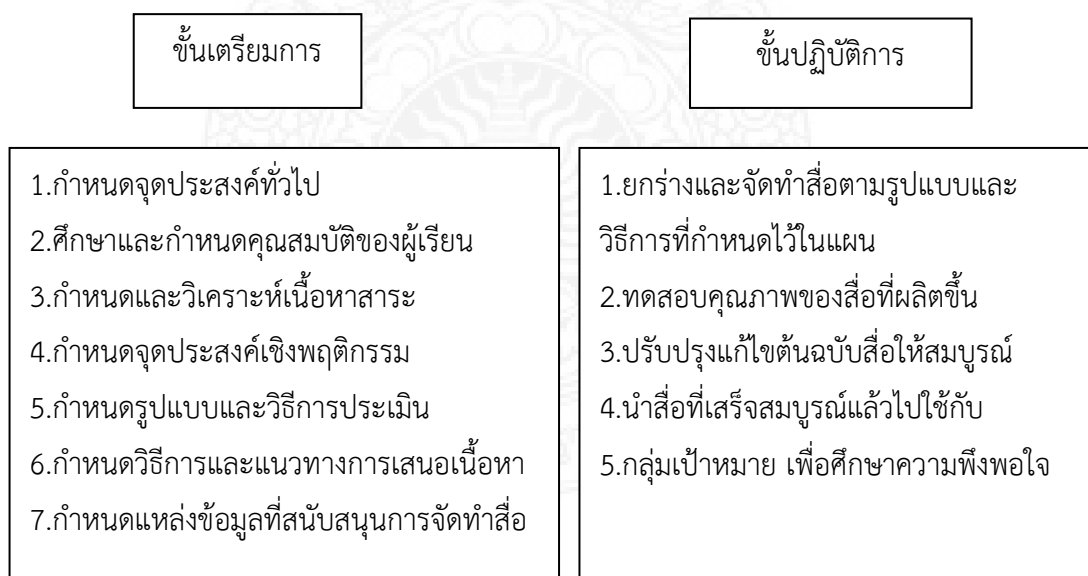 ขั้นเตรียมการ
ขั้นปฏิบัติการ
1.กำหนดจุดประสงค์ทั่วไป
2.ศึกษาและกำหนดคุณสมบัติของผู้เรียน
3.กำหนดและวิเคราะห์เนื้อหาสาระ
4.กำหนดจุดประสงค์เชิงพฤติกรรม
5.กำหนดรูปแบบและวิธีการประเมิน
6.กำหนดวิธีการและแนวทางการเสนอเนื้อหา
7.กำหนดแหล่งข้อมูลที่สนับสนุนการจัดทำสื่อ
1.ยกร่างและจัดทำสื่อตามรูปแบบและ
วิธีการที่กำหนดไว้ในแผน
2.ทดสอบคุณภาพของสื่อที่ผลิตขึ้น
3.ปรับปรุงแก้ไขต้นฉบับสื่อให้สมบูรณ์
4.นำสื่อที่เสร็จสมบูรณ์แล้วไปใช้กับ
5.กลุ่มเป้าหมาย เพื่อศึกษาความพึงพอใจ